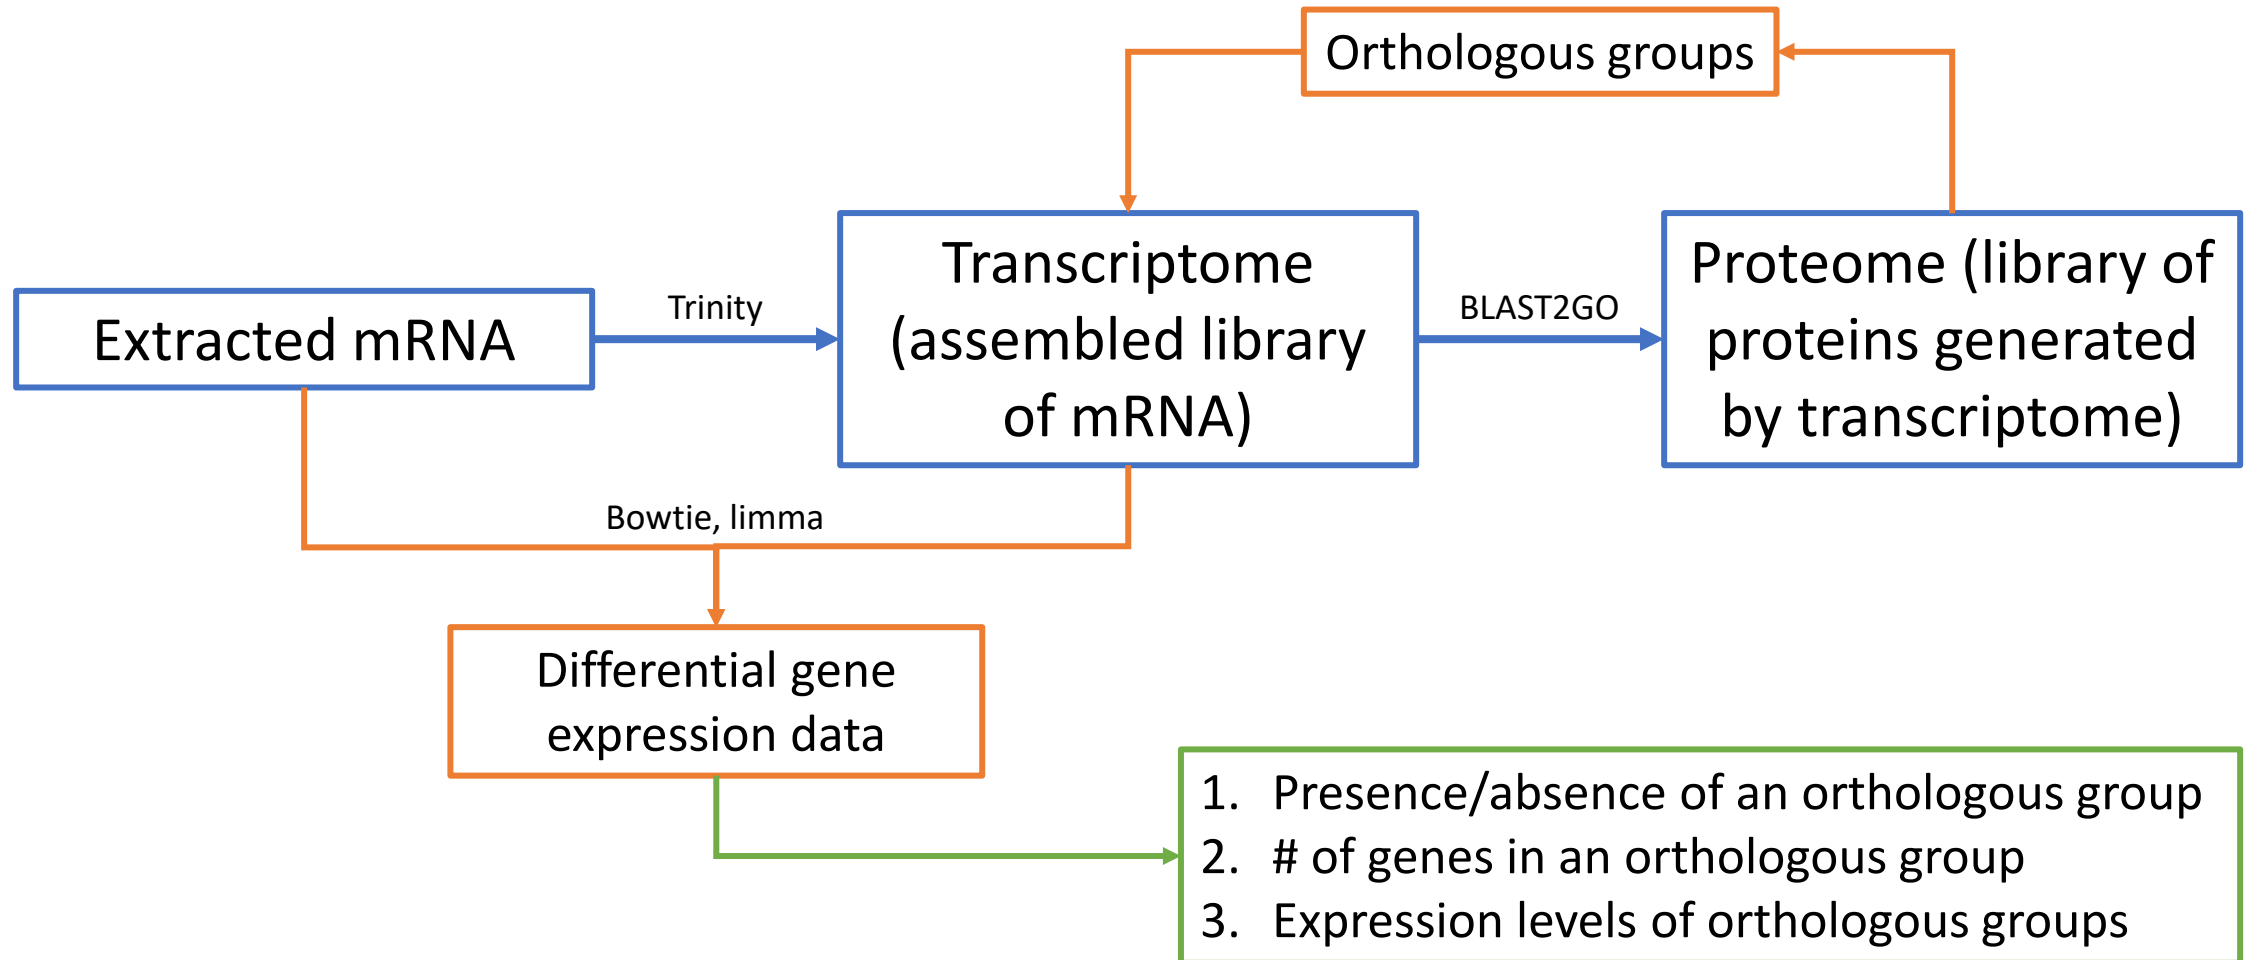 Orthologous groups
Extracted mRNA
Trinity
Transcriptome
(assembled library
of mRNA)
BLAST2GO
Proteome (library of
proteins generated
by transcriptome)
Bowtie, limma
Differential gene
expression data
1. Presence/absence of an orthologous group
2. # of genes in an orthologous group
3. Expression levels of orthologous groups